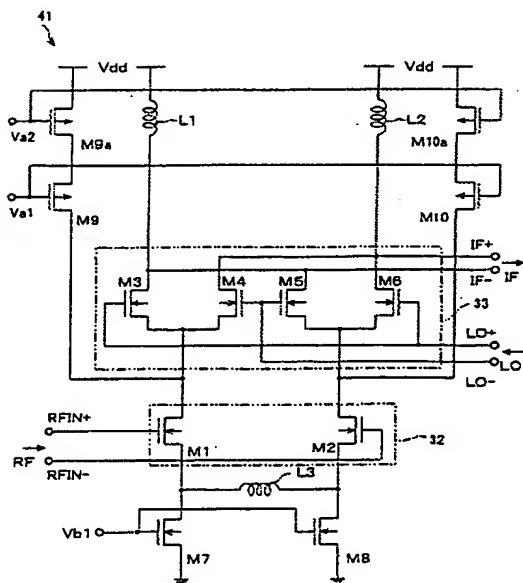 41
Vdd
Vdd
L1
L2
Va2
M9a
M10a
Va1
M9
M10
IF+
IF
IF-
M3
M4
M5
M6
33
LO+
LO
LO-
RFIN+
M1
M2
32
RF
RFIN-
L3
Vb1
M7
M8